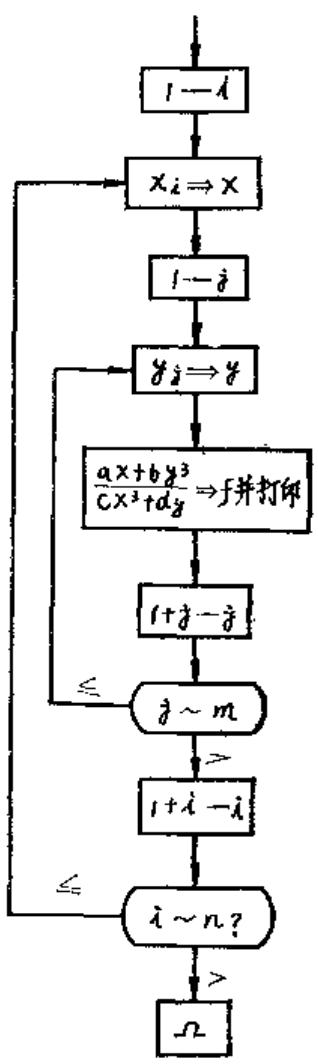 1—i
xᵢ⇒x
1—j
yⱼ⇒y
ax+by³
cx³+dy
⇒f并打印
1+j—j
≤
j~m
>
1+i—i
≤
i~n?
>
Ω